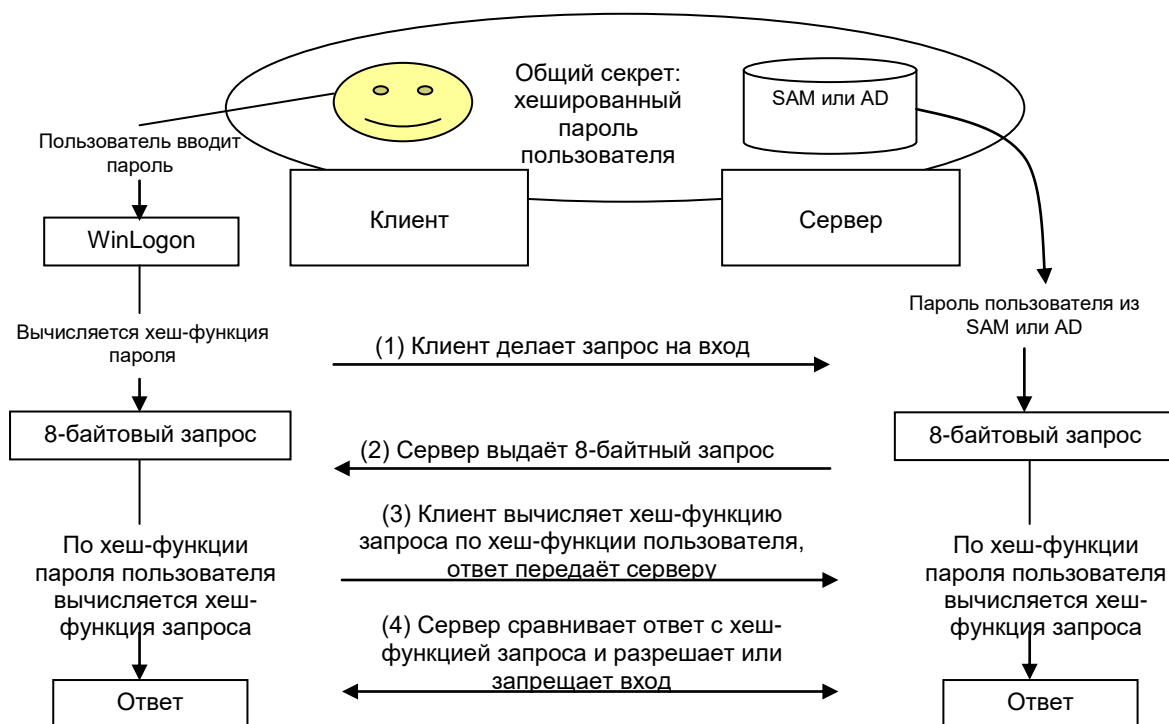 Общий секрет:
хешированный
пароль
пользователя
SAM или AD
Пользователь вводит
пароль
Клиент
Сервер
WinLogon
Пароль пользователя из
SAM или AD
Вычисляется хеш-функция
пароля
(1) Клиент делает запрос на вход
8-байтовый запрос
8-байтовый запрос
(2) Сервер выдаёт 8-байтный запрос
(3) Клиент вычисляет хеш-функцию
запроса по хеш-функции пользователя,
ответ передаёт серверу
По хеш-функции
пароля пользователя
вычисляется хеш-
функция запроса
По хеш-функции
пароля пользователя
вычисляется хеш-
функция запроса
(4) Сервер сравнивает ответ с хеш-
функцией запроса и разрешает или
запрещает вход
Ответ
Ответ